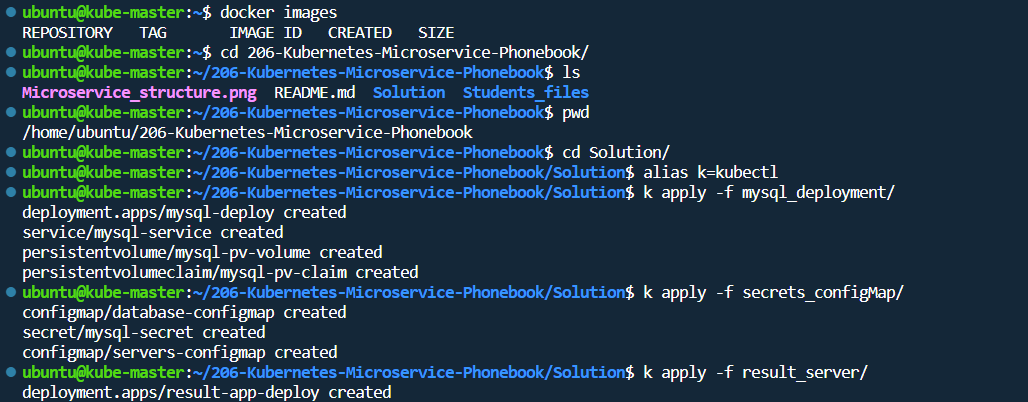 ubuntu@kube-master:~$ docker images
REPOSITORY   TAG       IMAGE ID   CREATED   SIZE
ubuntu@kube-master:~$ cd 206-Kubernetes-Microservice-Phonebook/
ubuntu@kube-master:~/206-Kubernetes-Microservice-Phonebook$ ls
Microservice_structure.png  README.md  Solution  Students_files
ubuntu@kube-master:~/206-Kubernetes-Microservice-Phonebook$ pwd
/home/ubuntu/206-Kubernetes-Microservice-Phonebook
ubuntu@kube-master:~/206-Kubernetes-Microservice-Phonebook$ cd Solution/
ubuntu@kube-master:~/206-Kubernetes-Microservice-Phonebook/Solution$ alias k=kubectl
ubuntu@kube-master:~/206-Kubernetes-Microservice-Phonebook/Solution$ k apply -f mysql_deployment/
deployment.apps/mysql-deploy created
service/mysql-service created
persistentvolume/mysql-pv-volume created
persistentvolumeclaim/mysql-pv-claim created
ubuntu@kube-master:~/206-Kubernetes-Microservice-Phonebook/Solution$ k apply -f secrets_configMap/
configmap/database-configmap created
secret/mysql-secret created
configmap/servers-configmap created
ubuntu@kube-master:~/206-Kubernetes-Microservice-Phonebook/Solution$ k apply -f result_server/
deployment.apps/result-app-deploy created